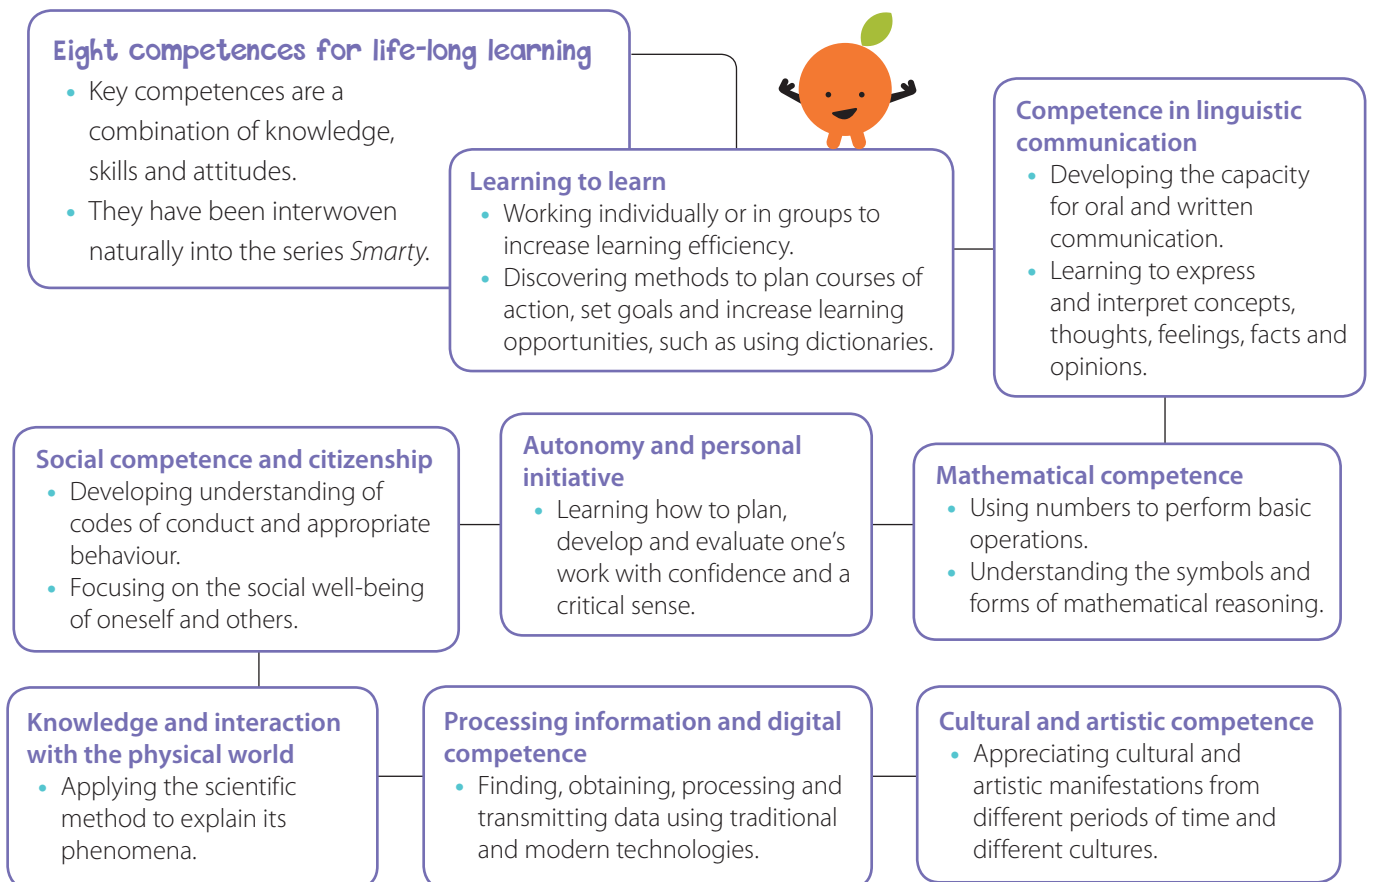 Eight competences for life-long learning
• Key competences are a
combination of knowledge,
skills and attitudes.
• They have been interwoven
naturally into the series Smarty.
Learning to learn
• Working individually or in groups to
increase learning efficiency.
• Discovering methods to plan courses of
action, set goals and increase learning
opportunities, such as using dictionaries.
Competence in linguistic
communication
• Developing the capacity
for oral and written
communication.
• Learning to express
and interpret concepts,
thoughts, feelings, facts and
opinions.
Mathematical competence
• Using numbers to perform basic
operations.
• Understanding the symbols and
forms of mathematical reasoning.
Autonomy and personal
initiative
• Learning how to plan,
develop and evaluate one’s
work with confidence and a
critical sense.
Social competence and citizenship
• Developing understanding of
codes of conduct and appropriate
behaviour.
• Focusing on the social well-being
of oneself and others.
Knowledge and interaction
with the physical world
• Applying the scientific
method to explain its
phenomena.
Processing information and digital
competence
• Finding, obtaining, processing and
transmitting data using traditional
and modern technologies.
Cultural and artistic competence
• Appreciating cultural and
artistic manifestations from
different periods of time and
different cultures.